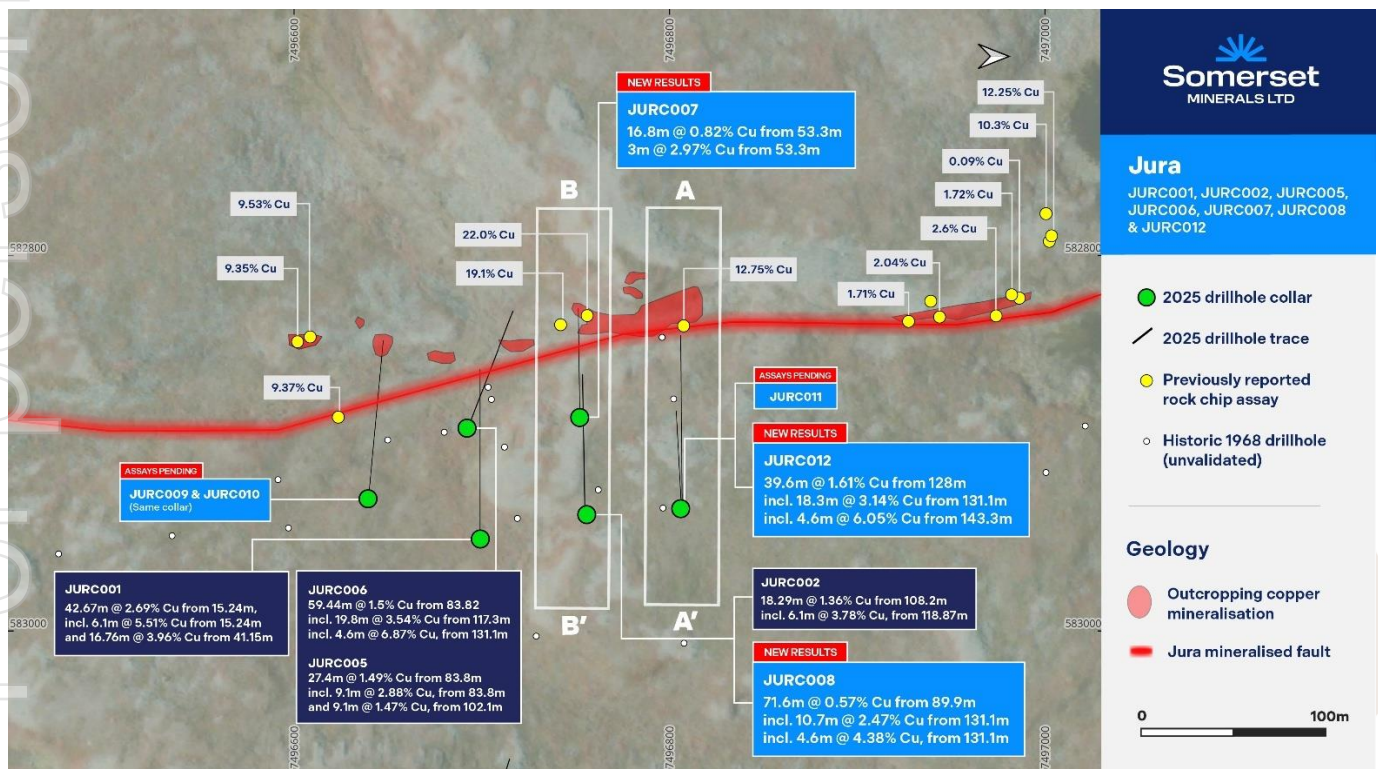 For personal use only
7496600
7496800
7497000
NEW RESULTS
JURC007
16.8m @ 0.82% Cu from 53.3m
3m @ 2.97% Cu from 53.3m
B
A
12.25% Cu
10.3% Cu
0.09% Cu
1.72% Cu
2.6% Cu
2.04% Cu
1.71% Cu
9.53% Cu
9.35% Cu
22.0% Cu
19.1% Cu
12.75% Cu
9.37% Cu
582800
582800
ASSAYS PENDING
JURC009 & JURC010
(Same collar)
ASSAYS PENDING
JURC011
NEW RESULTS
JURC012
39.6m @ 1.61% Cu from 128m
incl. 18.3m @ 3.14% Cu from 131.1m
incl. 4.6m @ 6.05% Cu from 143.3m
JURC001
42.67m @ 2.69% Cu from 15.24m,
incl. 6.1m @ 5.51% Cu from 15.24m
and 16.76m @ 3.96% Cu from 41.15m
JURC006
59.44m @ 1.5% Cu from 83.82
incl. 19.8m @ 3.54% Cu from 117.3m
incl. 4.6m @ 6.87% Cu, from 131.1m
JURC005
27.4m @ 1.49% Cu from 83.8m
incl. 9.1m @ 2.88% Cu, from 83.8m
and 9.1m @ 1.47% Cu, from 102.1m
B'
A'
JURC002
18.29m @ 1.36% Cu from 108.2m
incl. 6.1m @ 3.78% Cu, from 118.87m
NEW RESULTS
JURC008
71.6m @ 0.57% Cu from 89.9m
incl. 10.7m @ 2.47% Cu from 131.1m
incl. 4.6m @ 4.38% Cu, from 131.1m
583000
583000
7496600
7496800
7497000
Somerset
MINERALS LTD
Jura
JURC001, JURC002, JURC005,
JURC006, JURC007, JURC008
& JURC012
2025 drillhole collar
2025 drillhole trace
Previously reported
rock chip assay
Historic 1968 drillhole
(unvalidated)
Geology
Outcropping copper
mineralisation
Jura mineralised fault
0 100m